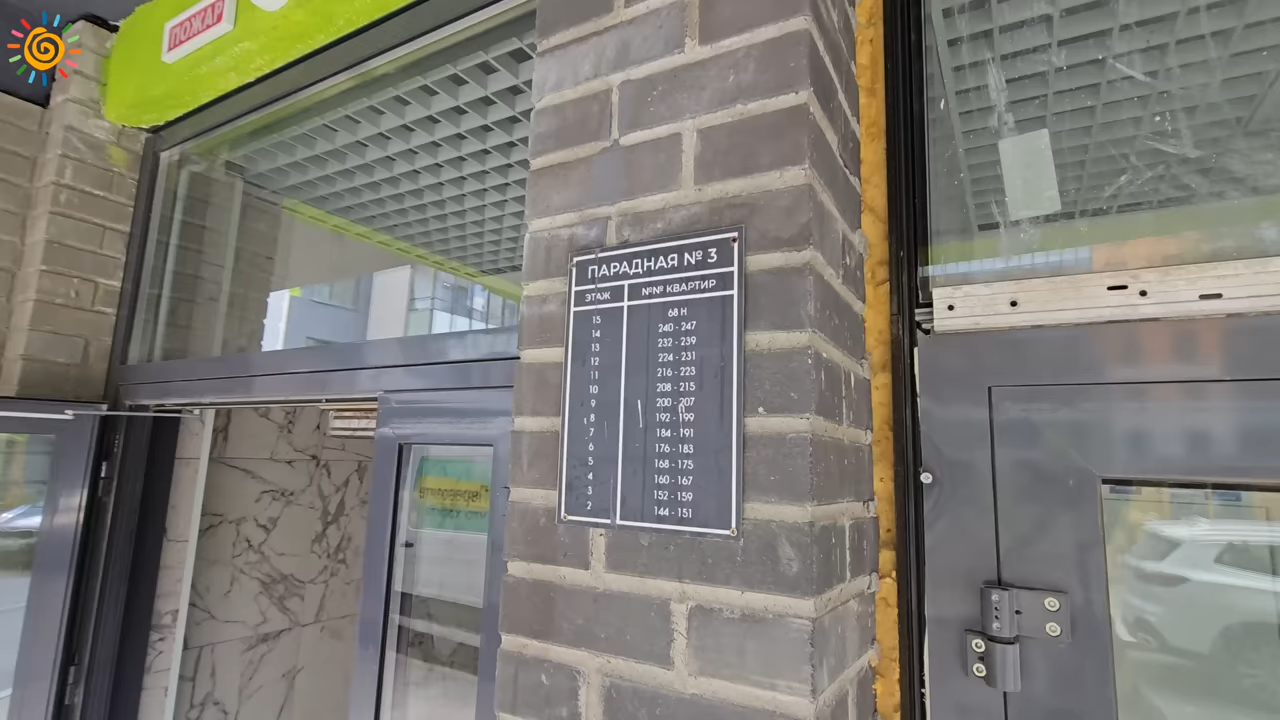 ПОЖАР
ПАРАДНАЯ № 3
ЭТАЖ №№ КВАРТИР
15 68 Н
14 240 - 247
13 232 - 239
12 224 - 231
11 216 - 223
10 208 - 215
9 200 - 207
8 192 - 199
7 184 - 191
6 176 - 183
5 168 - 175
4 160 - 167
3 152 - 159
2 144 - 151